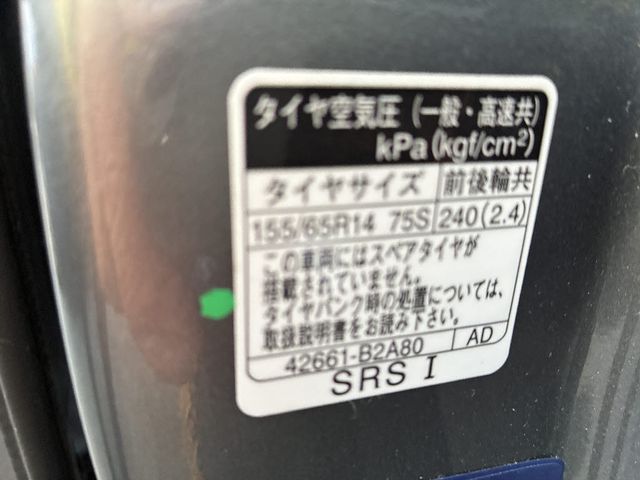 タイヤ空気圧（一般・高速共）
kPa(kgf/cm²)
タイヤサイズ 前後輪共
155/65R14 75S 240(2.4)
この車両にはスペアタイヤが
搭載されていません。
タイヤパンク時の処置については、
取扱説明書をお読み下さい。
42661-B2A80 AD
SRS I